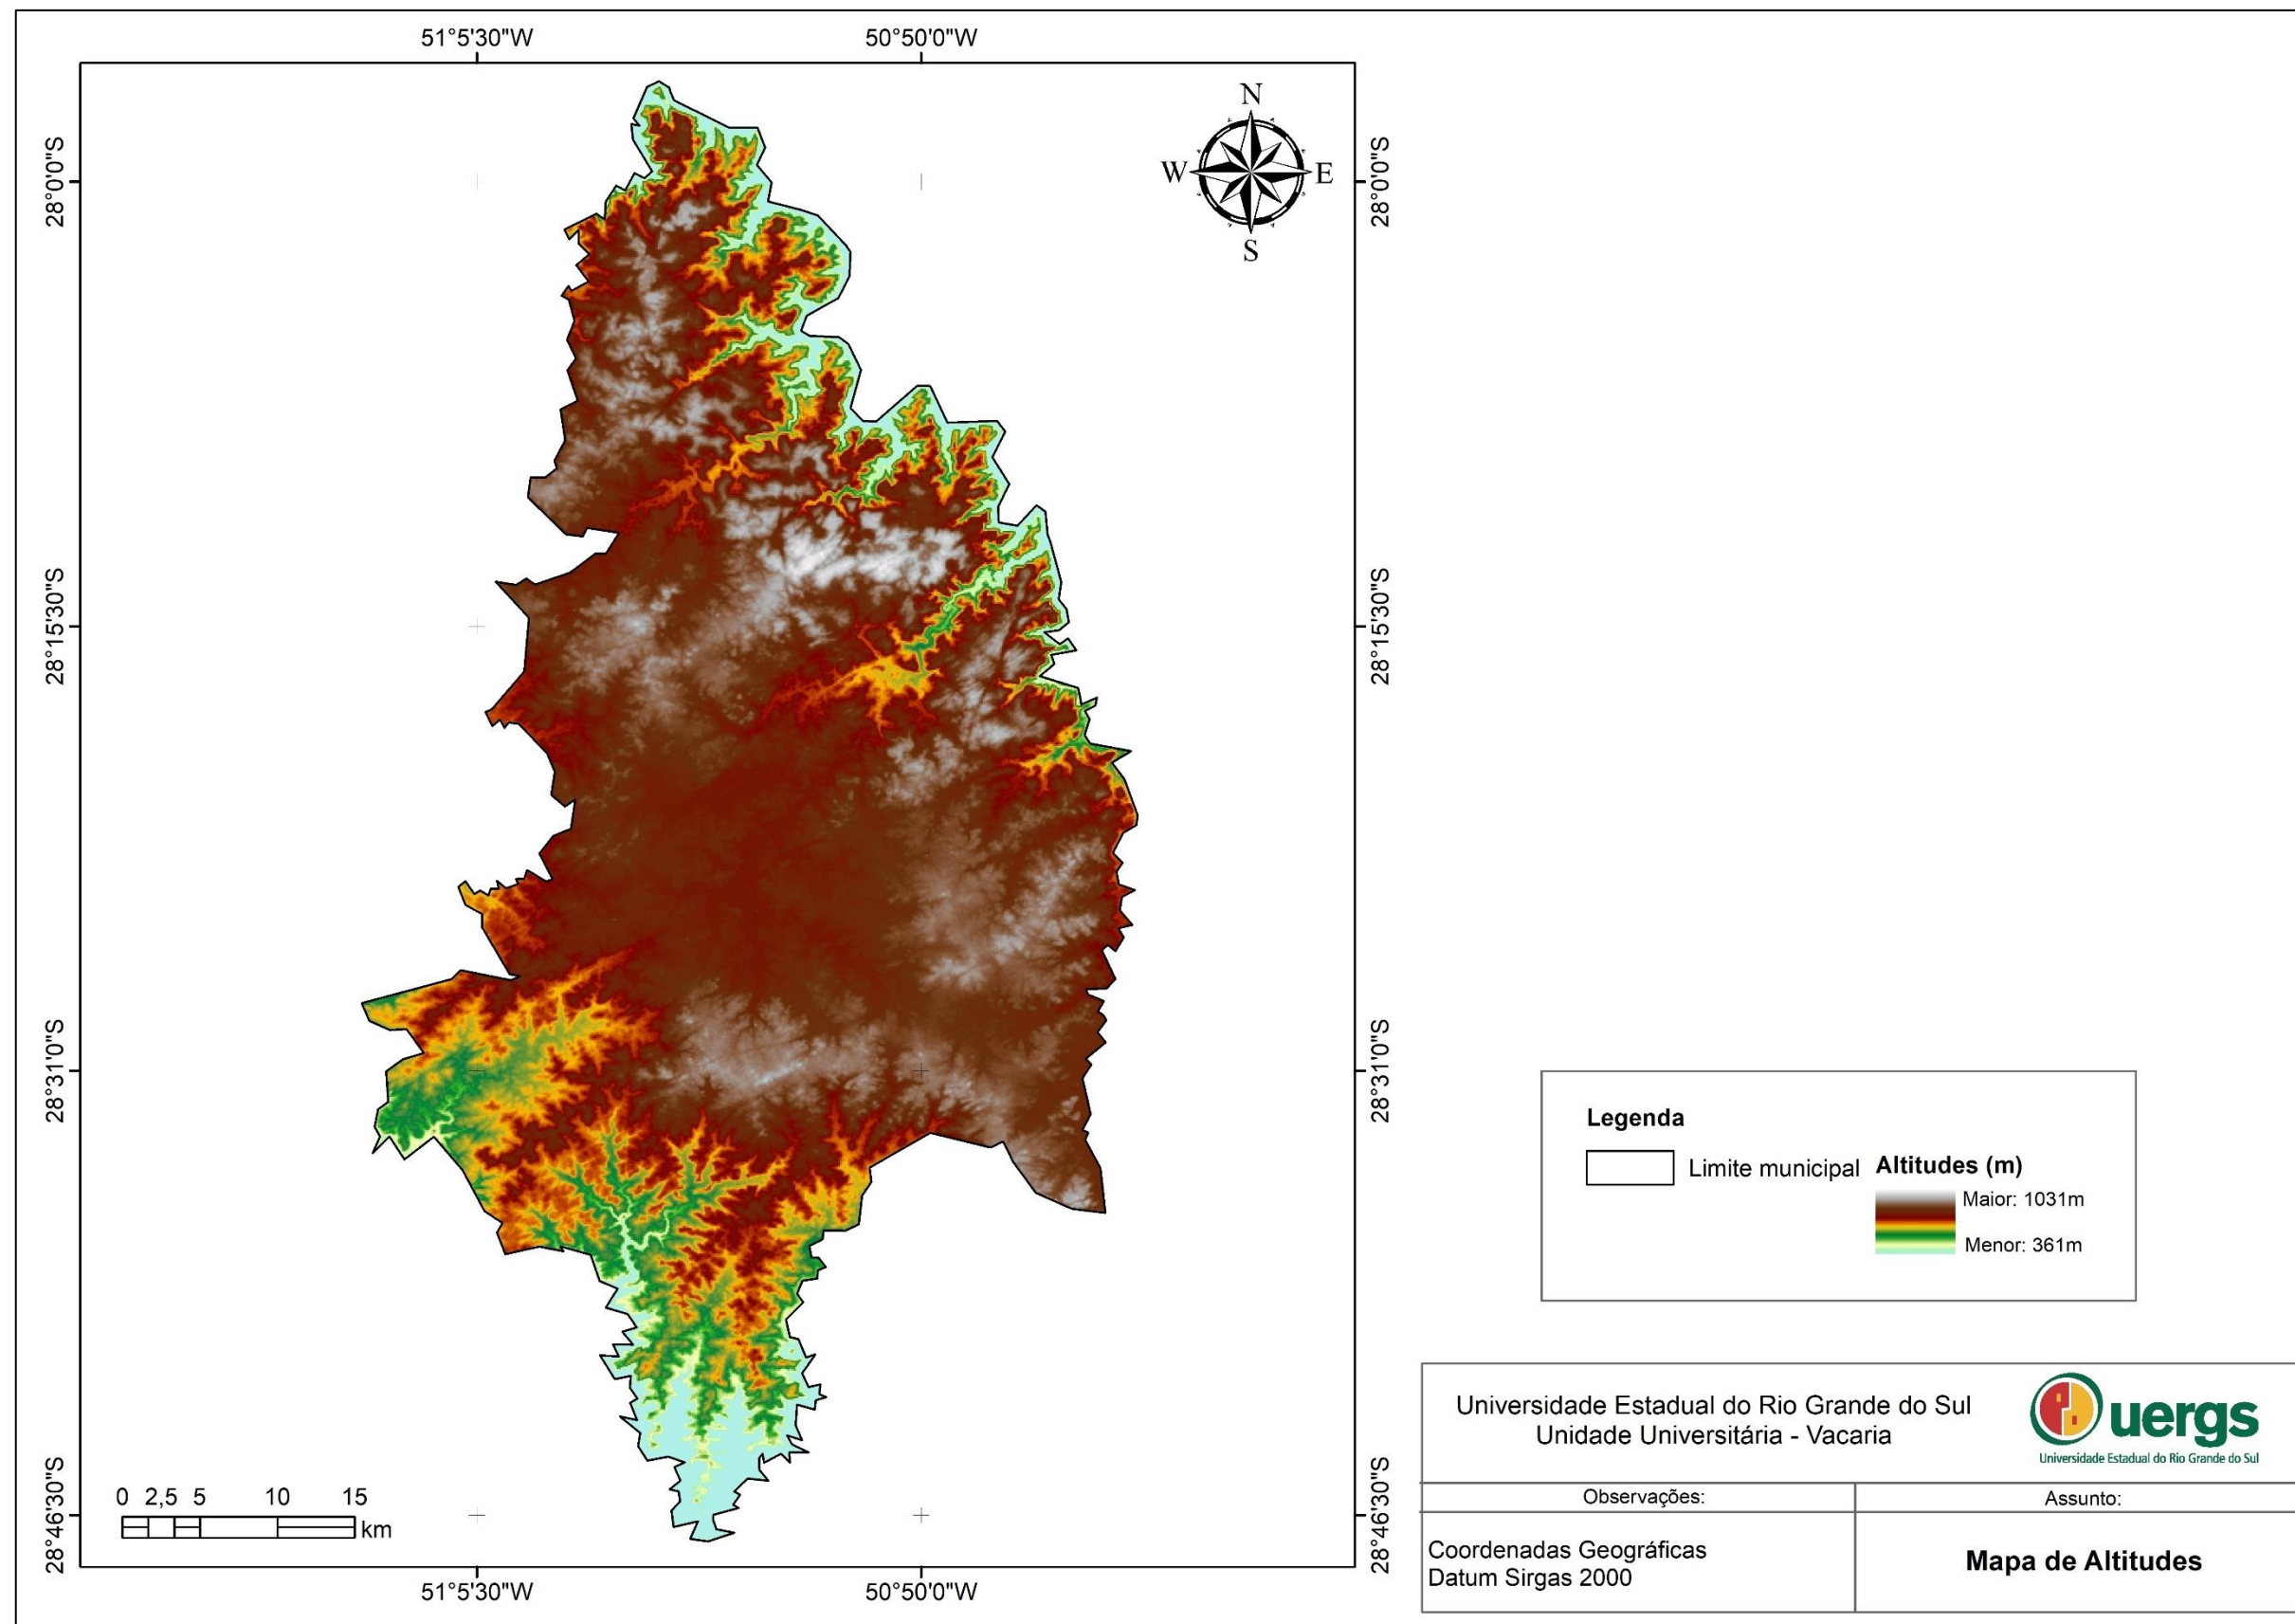 51°5'30"W
50°50'0"W
28°0'0"S
28°0'0"S
N
W
E
S
28°15'30"S
28°15'30"S
28°31'0"S
28°31'0"S
Legenda
Limite municipal
Altitudes (m)
Maior: 1031m
Menor: 361m
Universidade Estadual do Rio Grande do Sul
Unidade Universitária - Vacaria
uergs
Universidade Estadual do Rio Grande do Sul
28°46'30"S
28°46'30"S
0 2,5 5 10 15
km
Observações:
Assunto:
Coordenadas Geográficas
Datum Sirgas 2000
Mapa de Altitudes
51°5'30"W
50°50'0"W